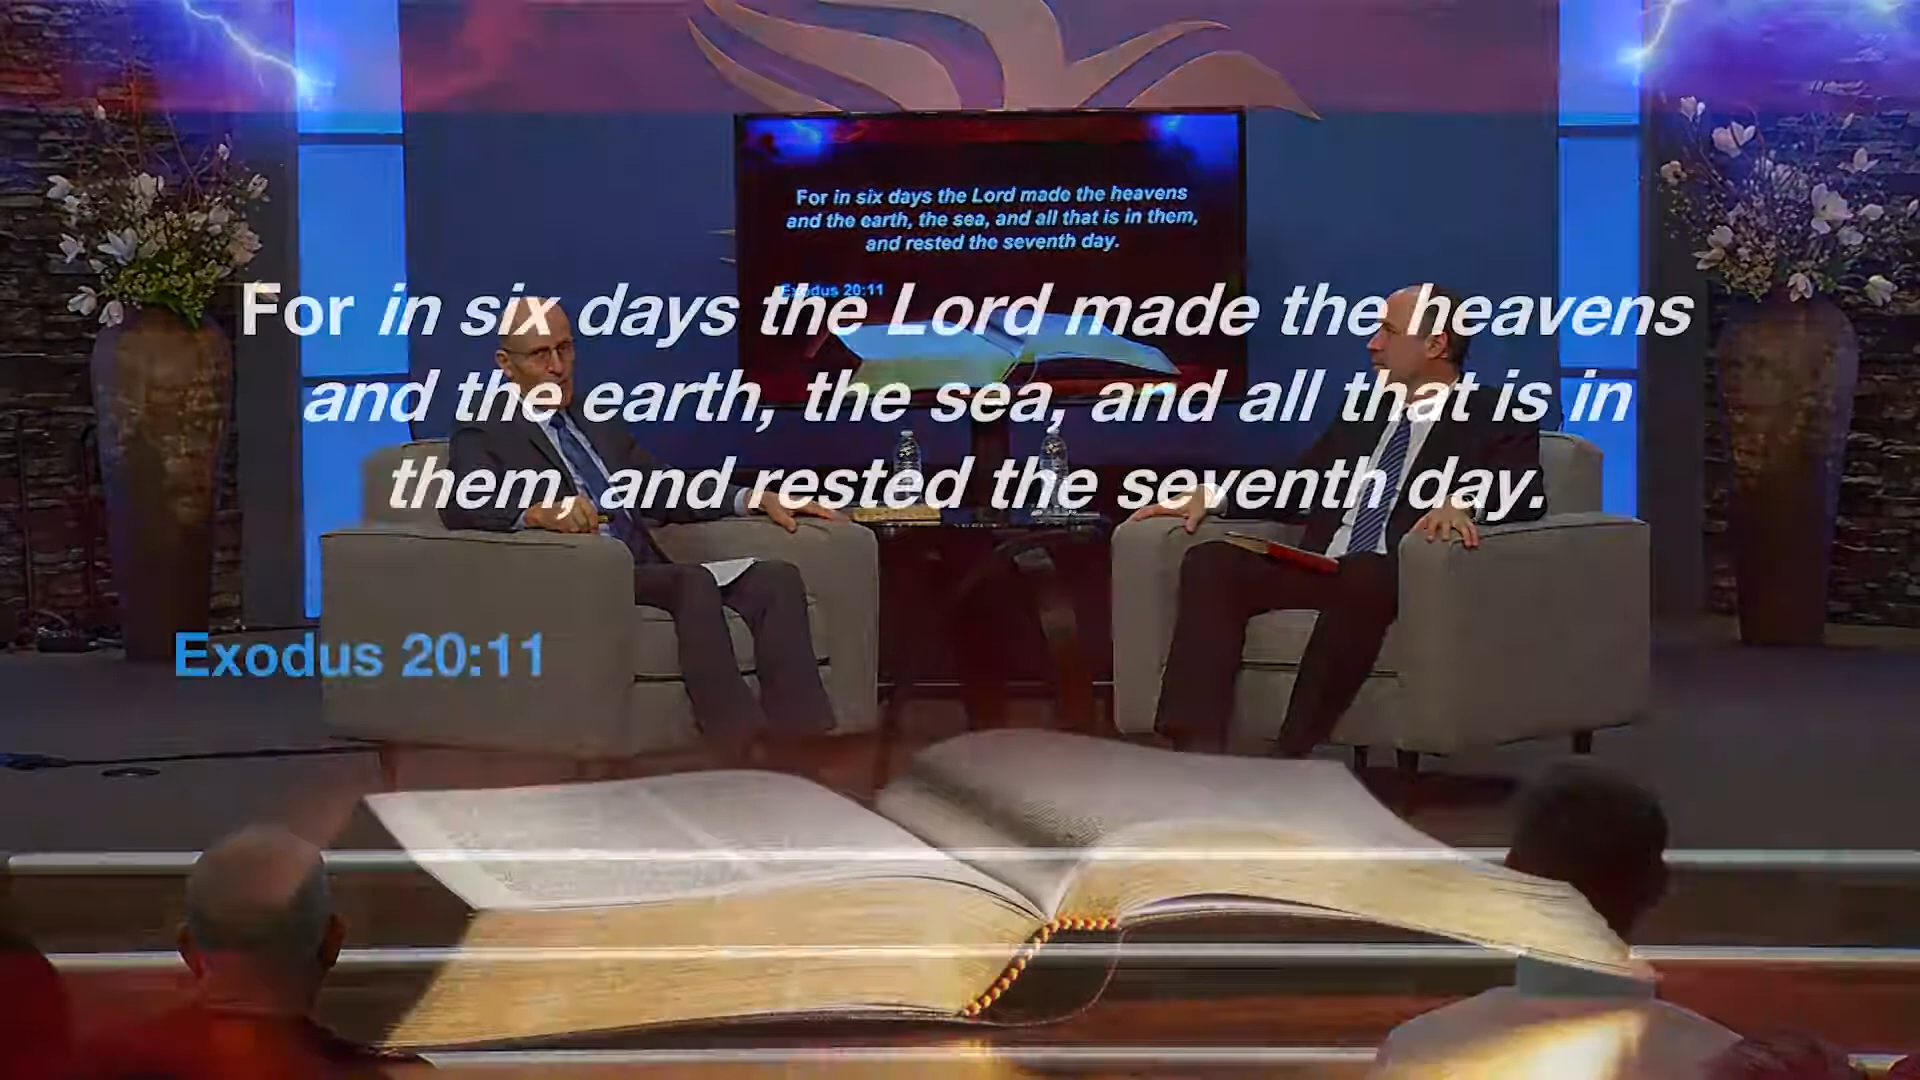 For in six days the Lord made the heavens
and the earth, the sea, and all that is in them,
and rested the seventh day.
Exodus 20:11
For in six days the Lord made the heavens
and the earth, the sea, and all that is in
them, and rested the seventh day.
Exodus 20:11